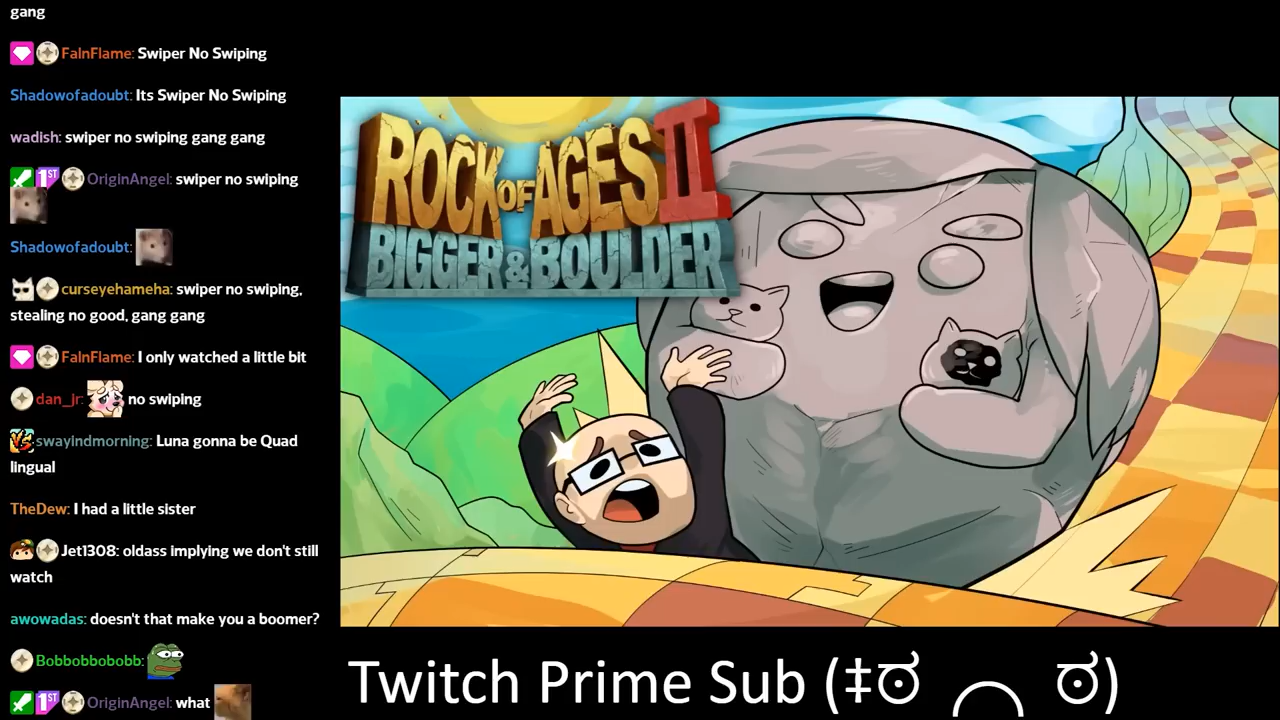 gang
FalnFlame: Swiper No Swiping
Shadowofadoubt: Its Swiper No Swiping
wadish: swiper no swiping gang gang
1ST OriginAngel: swiper no swiping
Shadowofadoubt:
curseyehameha: swiper no swiping,
stealing no good, gang gang
FalnFlame: I only watched a little bit
dan_jr: no swiping
swayindmorning: Luna gonna be Quad
lingual
TheDew: I had a little sister
Jet1308: oldass implying we don't still
watch
awowadas: doesn't that make you a boomer?
Bobbobbobobb:
1ST OriginAngel: what
ROCK OF AGES II
BIGGER & BOULDER
Twitch Prime Sub (‡ಠ ╭╮ ಠ)